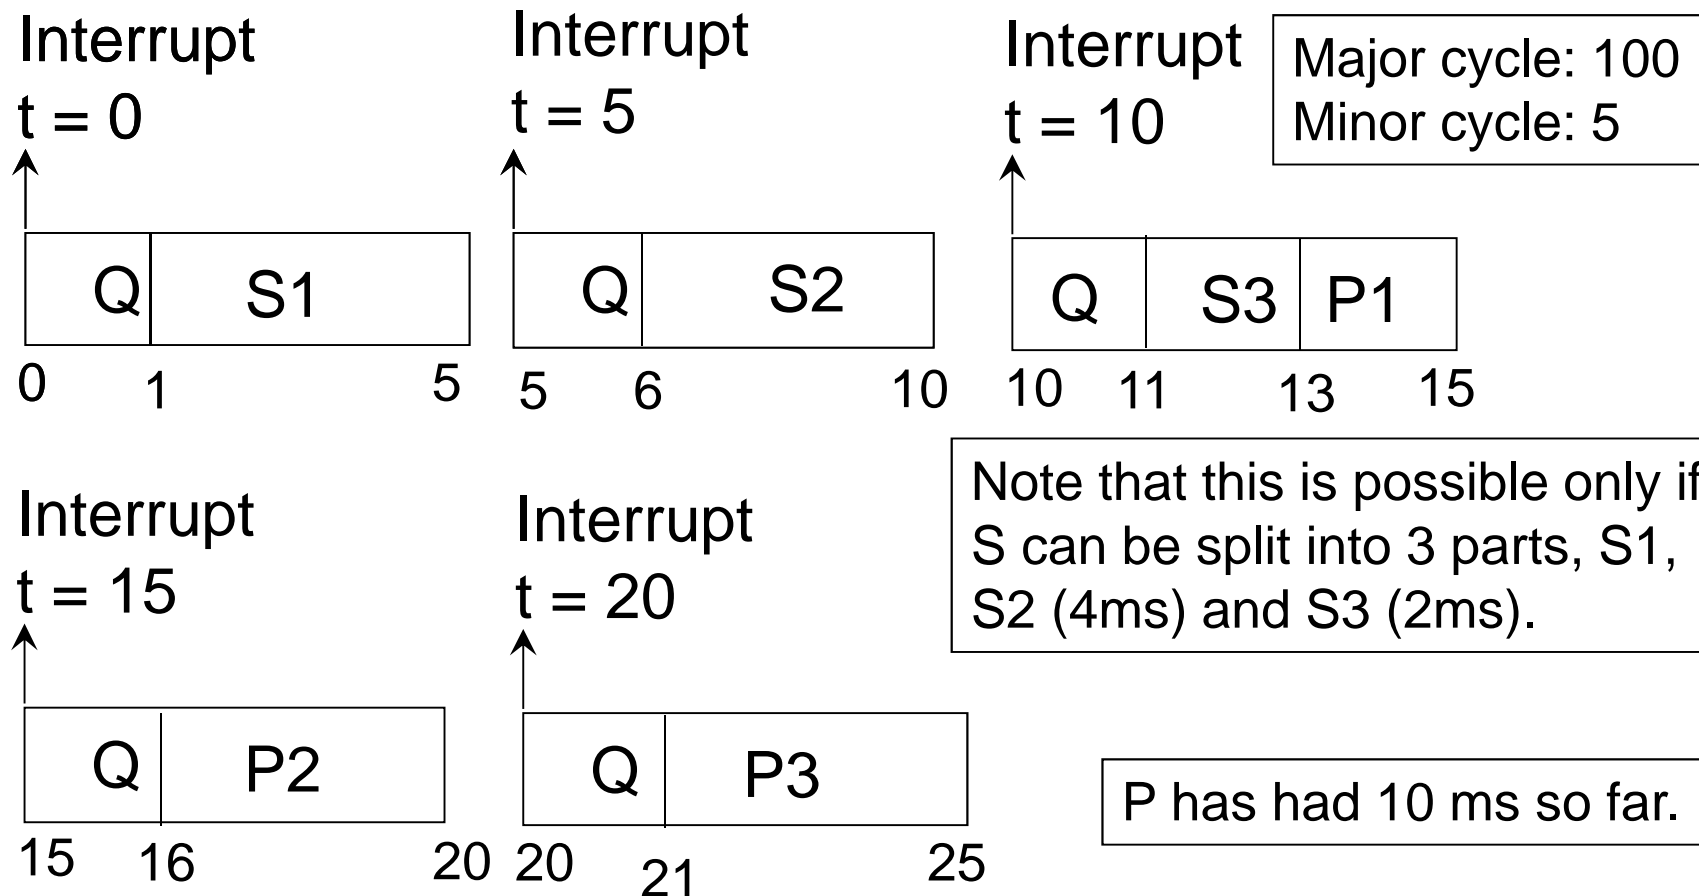 Interrupt
t = 0
Interrupt
t = 5
Interrupt
t = 10
Major cycle: 100
Minor cycle: 5
Q S1
0 1 5
Q S2
5 6 10
Q S3 P1
10 11 13 15
Note that this is possible only if
S can be split into 3 parts, S1,
S2 (4ms) and S3 (2ms).
Interrupt
t = 15
Interrupt
t = 20
Q P2
15 16 20
Q P3
20 21 25
P has had 10 ms so far.